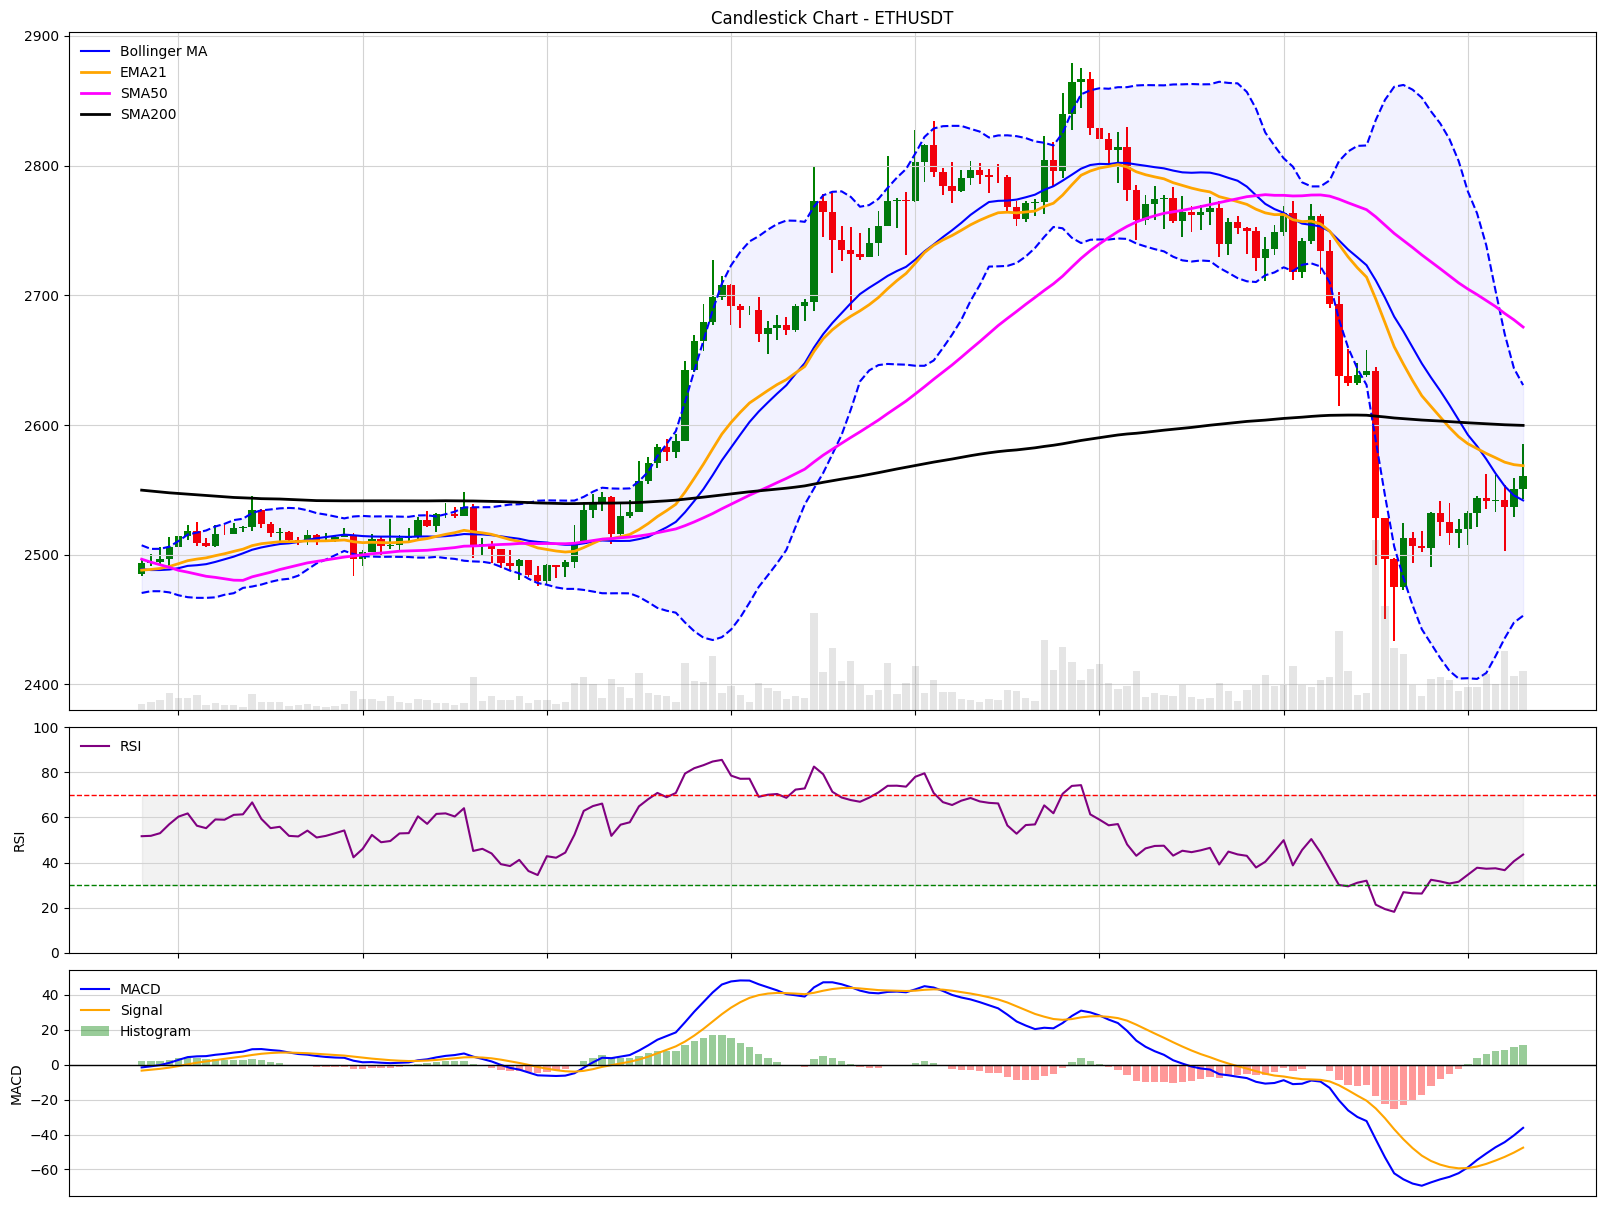 Candlestick Chart - ETHUSDT
2900
2800
2700
2600
2500
2400
Bollinger MA
EMA21
SMA50
SMA200
100
80
60
40
20
0
RSI
RSI
40
20
0
−20
−40
−60
MACD
MACD
Signal
Histogram